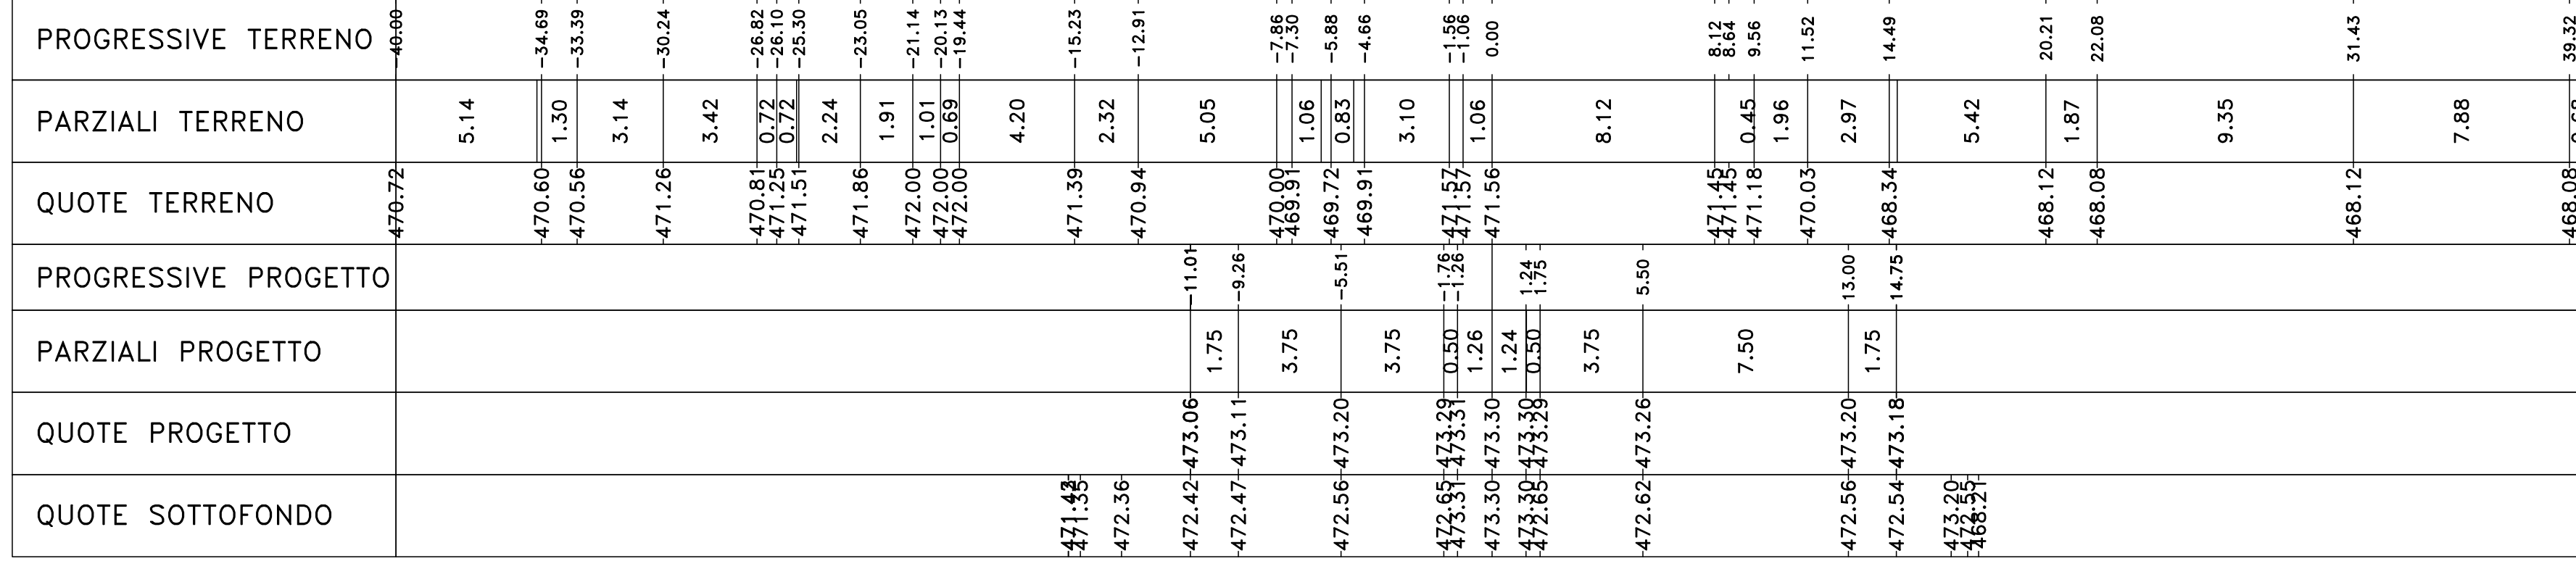 PROGRESSIVE TERRENO -40.00 -34.69 -33.39 -30.24 -26.82 -26.10 -25.30 -23.05 -21.14 -20.13 -19.44 -15.23 -12.91 -7.86 -7.30 -5.88 -4.66 -1.56 -1.06 0.00 8.12 8.64 9.56 11.52 14.49 20.21 22.08 31.43 39.32
PARZIALI TERRENO 5.14 1.30 3.14 3.42 0.72 0.72 2.24 1.91 1.01 0.69 4.20 2.32 5.05 1.06 0.83 3.10 1.06 8.12 0.45 1.96 2.97 5.42 1.87 9.35 7.88
QUOTE TERRENO 470.72 470.60 470.56 471.26 470.81 471.25 471.51 471.86 472.00 472.00 472.00 471.39 470.94 470.00 469.91 469.72 469.91 471.57 471.57 471.56 471.45 471.45 471.18 470.03 468.34 468.12 468.08 468.12 468.08
PROGRESSIVE PROGETTO -11.01 -9.26 -5.51 -1.76 -1.26 1.24 1.75 5.50 13.00 14.75
PARZIALI PROGETTO 1.75 3.75 3.75 0.50 1.26 1.24 0.50 3.75 7.50 1.75
QUOTE PROGETTO 473.06 473.11 473.20 473.29 473.31 473.30 473.30 473.29 473.26 473.20 473.18
QUOTE SOTTOFONDO 471.35 472.36 472.42 472.47 472.56 472.65 473.31 473.30 473.30 472.65 472.62 472.56 472.54 473.20 468.21